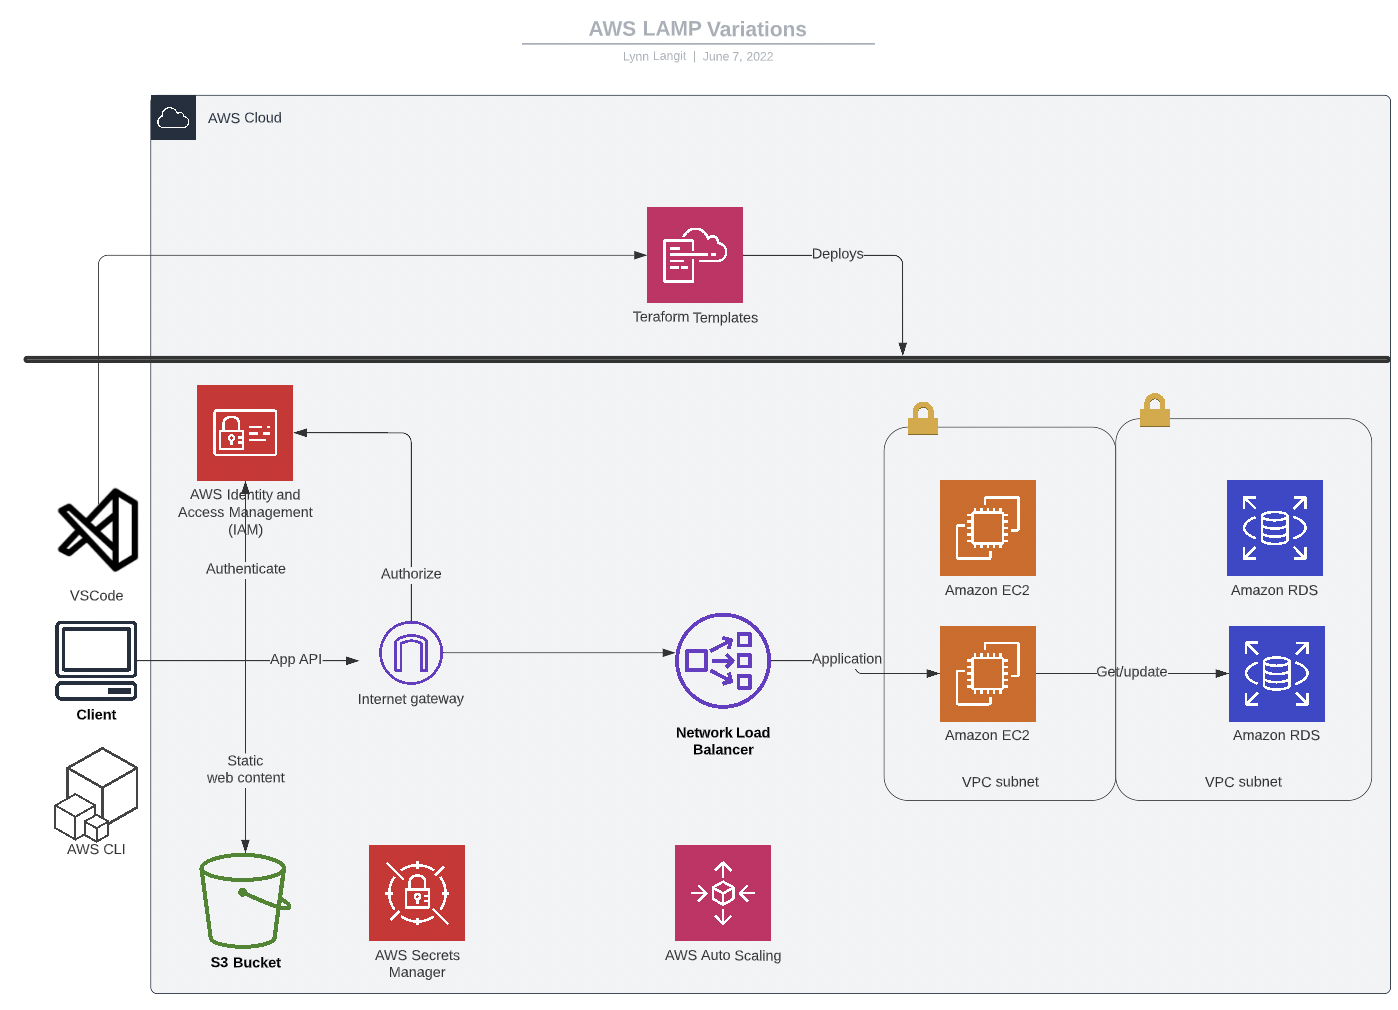 AWS LAMP Variations
Lynn Langit | June 7, 2022
AWS Cloud
Deploys
Teraform Templates
AWS Identity and
Access Management
(IAM)
Authenticate
Authorize
VSCode
Amazon EC2
Amazon RDS
App API
Application
Get/update
Internet gateway
Client
Network Load
Balancer
Amazon EC2
Amazon RDS
Static
web content
VPC subnet
VPC subnet
AWS CLI
S3 Bucket
AWS Secrets
Manager
AWS Auto Scaling